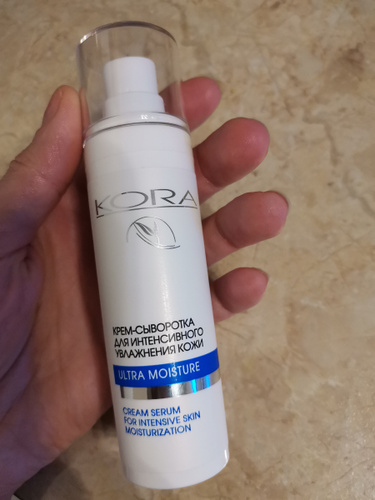 KORA
КРЕМ-СЫВОРОТКА
ДЛЯ ИНТЕНСИВНОГО
УВЛАЖНЕНИЯ КОЖИ
ULTRA MOISTURE
CREAM SERUM
FOR INTENSIVE SKIN
MOISTURIZATION